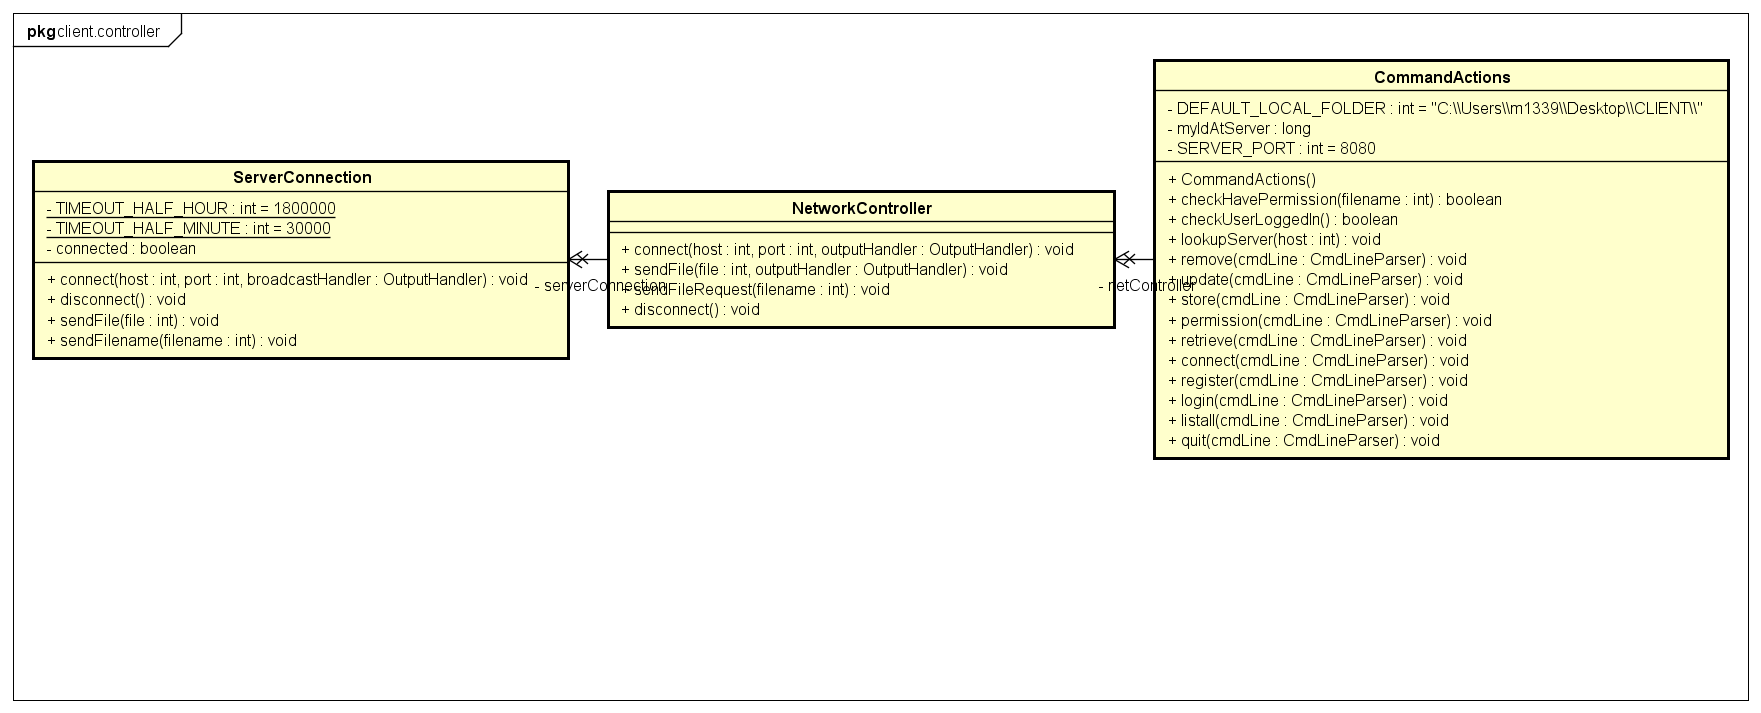 pkg client.controller
ServerConnection
- TIMEOUT_HALF_HOUR : int = 1800000
- TIMEOUT_HALF_MINUTE : int = 30000
- connected : boolean
+ connect(host : int, port : int, broadcastHandler : OutputHandler) : void
+ disconnect() : void
+ sendFile(file : int) : void
+ sendFilename(filename : int) : void
- serverConnection
NetworkController
+ connect(host : int, port : int, outputHandler : OutputHandler) : void
+ sendFile(file : int, outputHandler : OutputHandler) : void
+ sendFileRequest(filename : int) : void
+ disconnect() : void
- netController
CommandActions
- DEFAULT_LOCAL_FOLDER : int = "C:\\Users\\m1339\\Desktop\\CLIENT\\"
- myIdAtServer : long
- SERVER_PORT : int = 8080
+ CommandActions()
+ checkHavePermission(filename : int) : boolean
+ checkUserLoggedIn() : boolean
+ lookupServer(host : int) : void
+ remove(cmdLine : CmdLineParser) : void
+ update(cmdLine : CmdLineParser) : void
+ store(cmdLine : CmdLineParser) : void
+ permission(cmdLine : CmdLineParser) : void
+ retrieve(cmdLine : CmdLineParser) : void
+ connect(cmdLine : CmdLineParser) : void
+ register(cmdLine : CmdLineParser) : void
+ login(cmdLine : CmdLineParser) : void
+ listall(cmdLine : CmdLineParser) : void
+ quit(cmdLine : CmdLineParser) : void